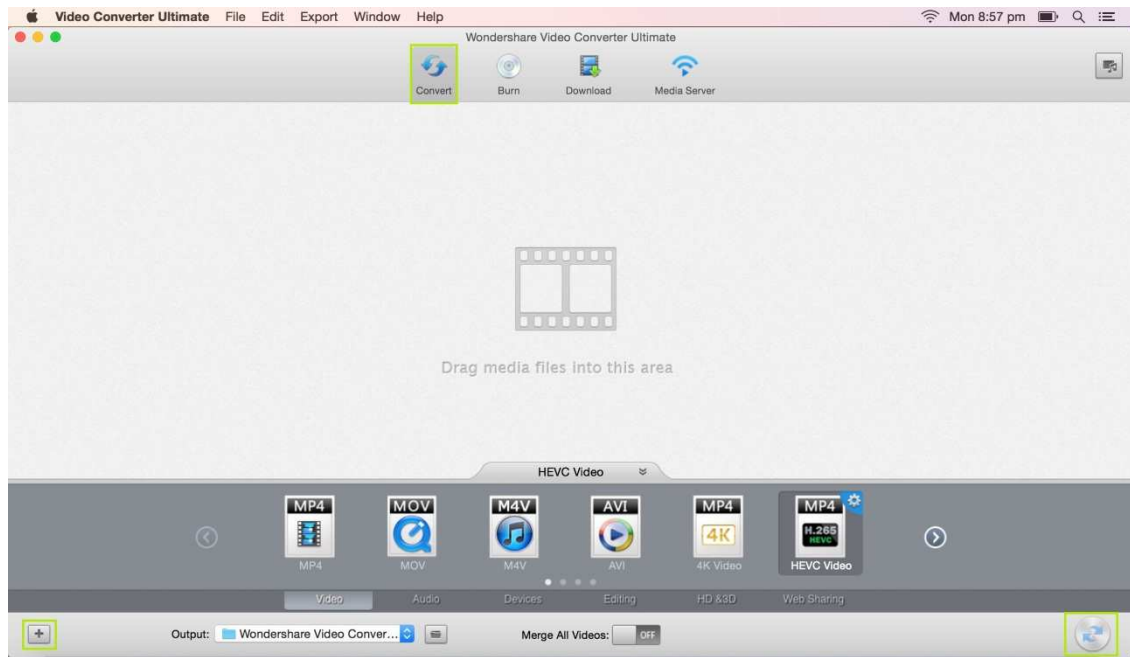 Video Converter Ultimate File Edit Export Window Help Mon 8:57 pm
Wondershare Video Converter Ultimate
Convert Burn Download Media Server
Drag media files into this area
HEVC Video
MP4 MOV M4V AVI MP4 MP4
4K H.265
HEVC
MP4 MOV M4V AVI 4K Video HEVC Video
Video Audio Devices Editing HD &3D Web Sharing
+ Output: Wondershare Video Conver... Merge All Videos: OFF